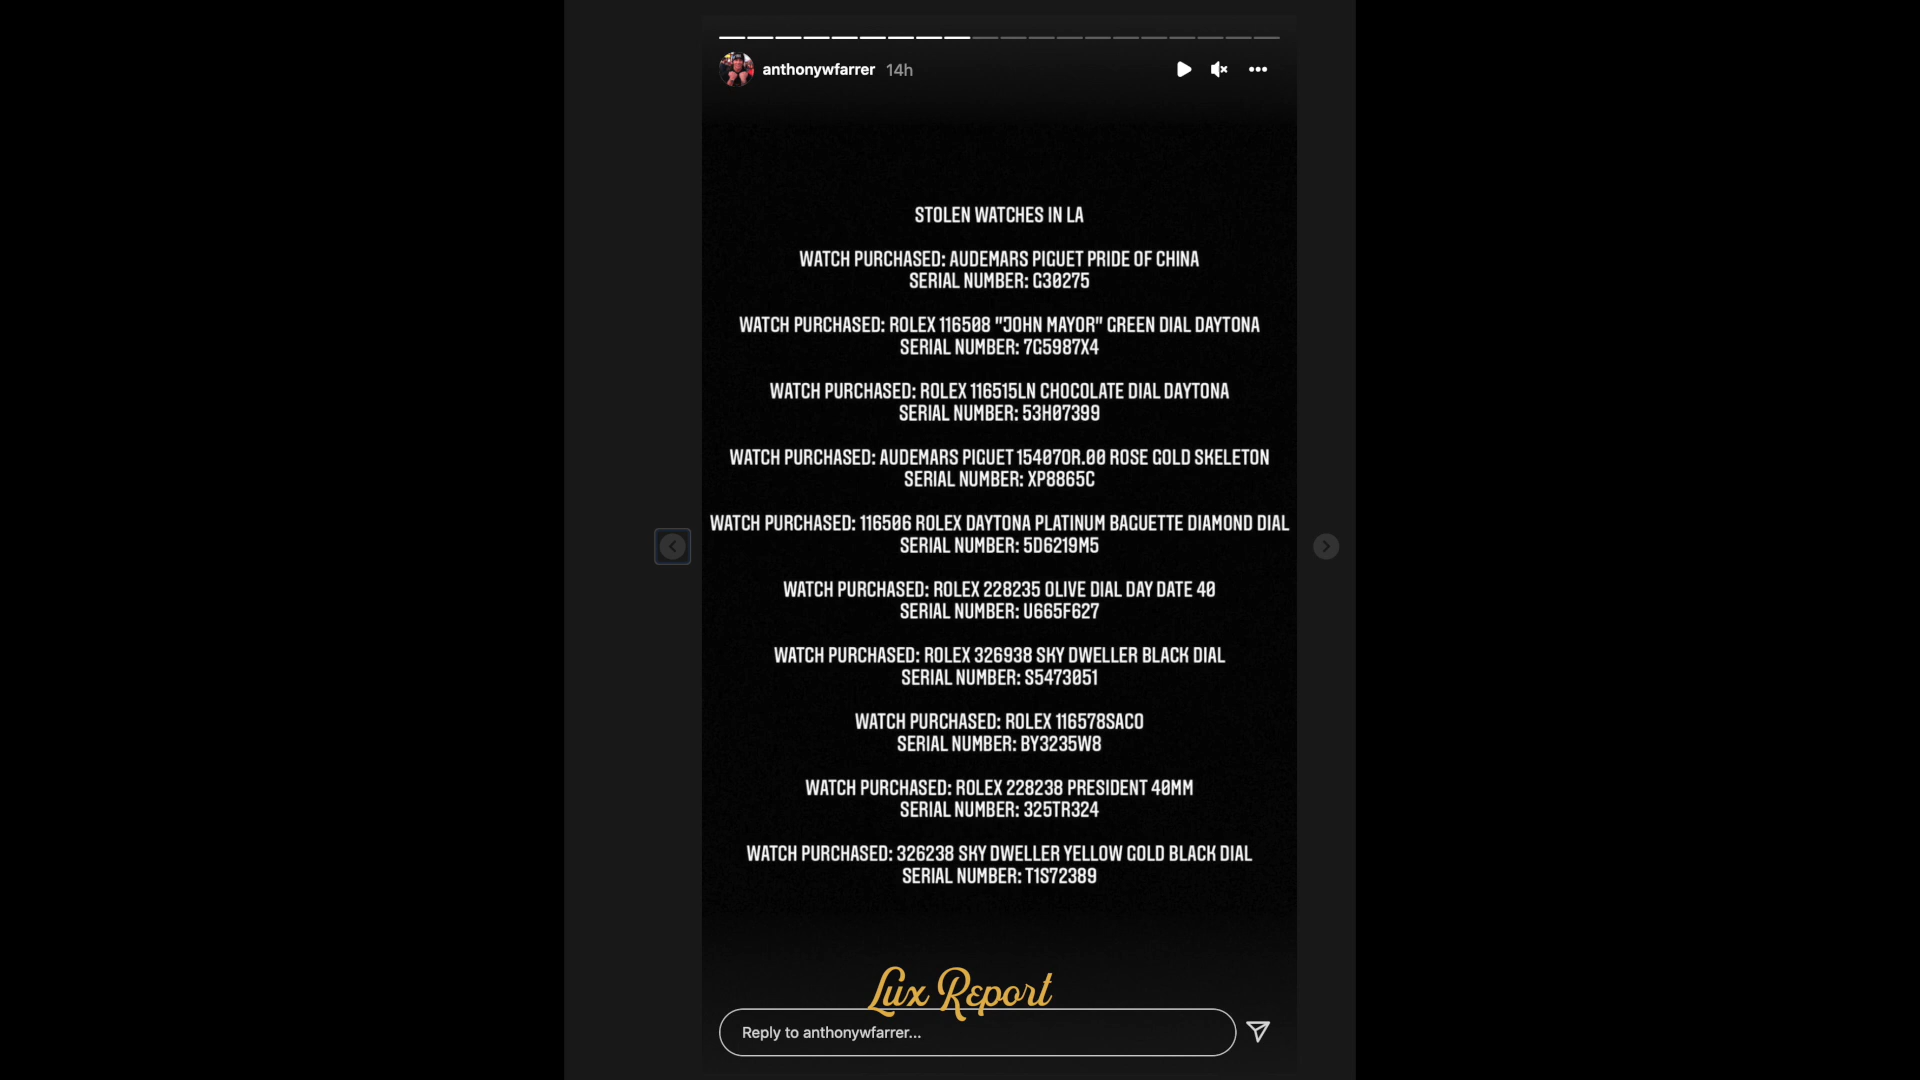 anthonywfarrer 14h
STOLEN WATCHES IN LA
WATCH PURCHASED: AUDEMARS PIGUET PRIDE OF CHINA
SERIAL NUMBER: G30275
WATCH PURCHASED: ROLEX 116508 "JOHN MAYOR" GREEN DIAL DAYTONA
SERIAL NUMBER: 7G5987X4
WATCH PURCHASED: ROLEX 116515LN CHOCOLATE DIAL DAYTONA
SERIAL NUMBER: 53H07399
WATCH PURCHASED: AUDEMARS PIGUET 15407OR.00 ROSE GOLD SKELETON
SERIAL NUMBER: XP8865C
WATCH PURCHASED: 116506 ROLEX DAYTONA PLATINUM BAGUETTE DIAMOND DIAL
SERIAL NUMBER: 5D6219M5
WATCH PURCHASED: ROLEX 228235 OLIVE DIAL DAY DATE 40
SERIAL NUMBER: U665F627
WATCH PURCHASED: ROLEX 326938 SKY DWELLER BLACK DIAL
SERIAL NUMBER: S5473051
WATCH PURCHASED: ROLEX 116578SACO
SERIAL NUMBER: BY3235W8
WATCH PURCHASED: ROLEX 228238 PRESIDENT 40MM
SERIAL NUMBER: 325TR324
WATCH PURCHASED: 326238 SKY DWELLER YELLOW GOLD BLACK DIAL
SERIAL NUMBER: T1S72389
Lux Report
Reply to anthonywfarrer...